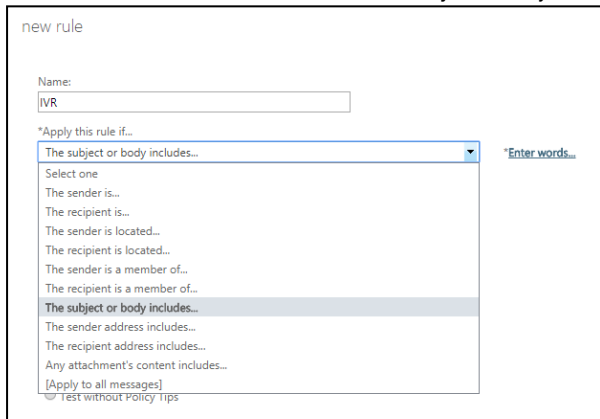 new rule
Name:
IVR
*Apply this rule if...
The subject or body includes... *Enter words...
Select one
The sender is...
The recipient is...
The sender is located...
The recipient is located...
The sender is a member of...
The recipient is a member of...
The subject or body includes...
The sender address includes...
The recipient address includes...
Any attachment's content includes...
[Apply to all messages]
Test without Policy Tips